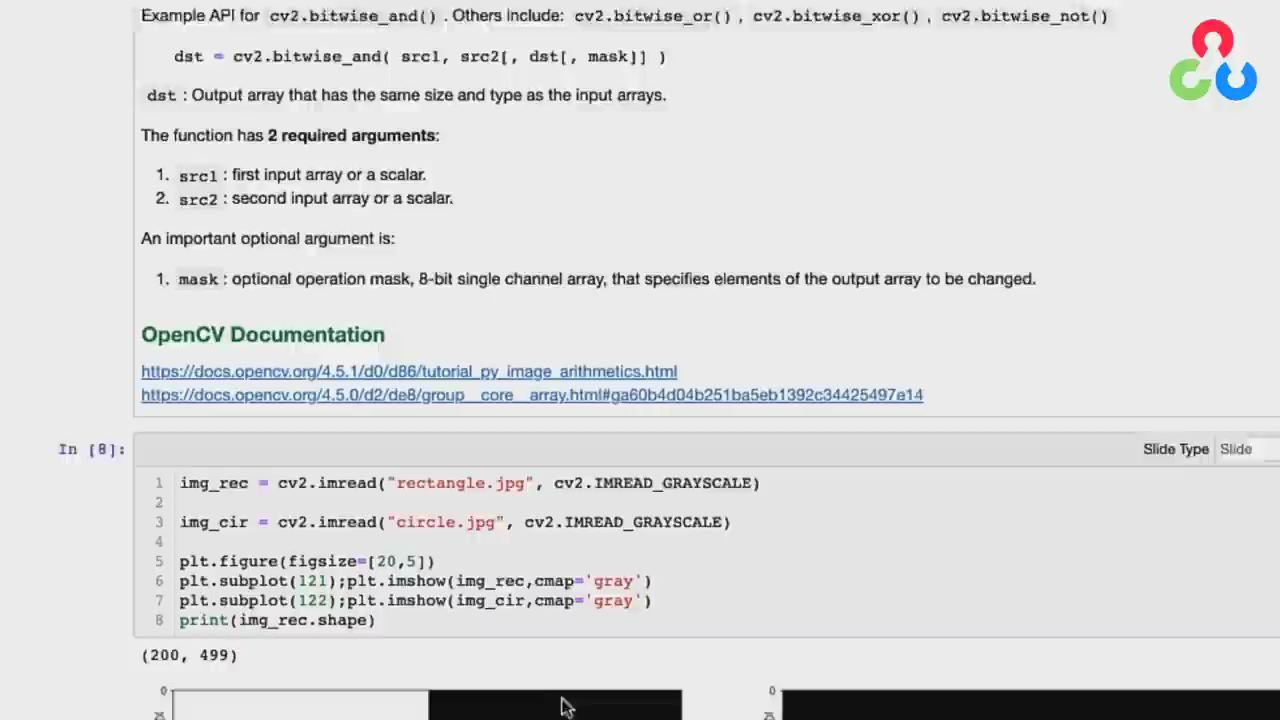 Example API for cv2.bitwise_and() . Others include: cv2.bitwise_or() , cv2.bitwise_xor() , cv2.bitwise_not()
dst = cv2.bitwise_and( src1, src2[, dst[, mask]] )
dst : Output array that has the same size and type as the input arrays.
The function has 2 required arguments:
1. src1 : first input array or a scalar.
2. src2 : second input array or a scalar.
An important optional argument is:
1. mask : optional operation mask, 8-bit single channel array, that specifies elements of the output array to be changed.
OpenCV Documentation
https://docs.opencv.org/4.5.1/d0/d86/tutorial_py_image_arithmetics.html
https://docs.opencv.org/4.5.0/d2/de8/group__core__array.html#ga60b4d04b251ba5eb1392c34425497e14
In [8]:
Slide Type Slide
1 img_rec = cv2.imread("rectangle.jpg", cv2.IMREAD_GRAYSCALE)
2
3 img_cir = cv2.imread("circle.jpg", cv2.IMREAD_GRAYSCALE)
4
5 plt.figure(figsize=[20,5])
6 plt.subplot(121);plt.imshow(img_rec,cmap='gray')
7 plt.subplot(122);plt.imshow(img_cir,cmap='gray')
8 print(img_rec.shape)
(200, 499)
0 0
25 25